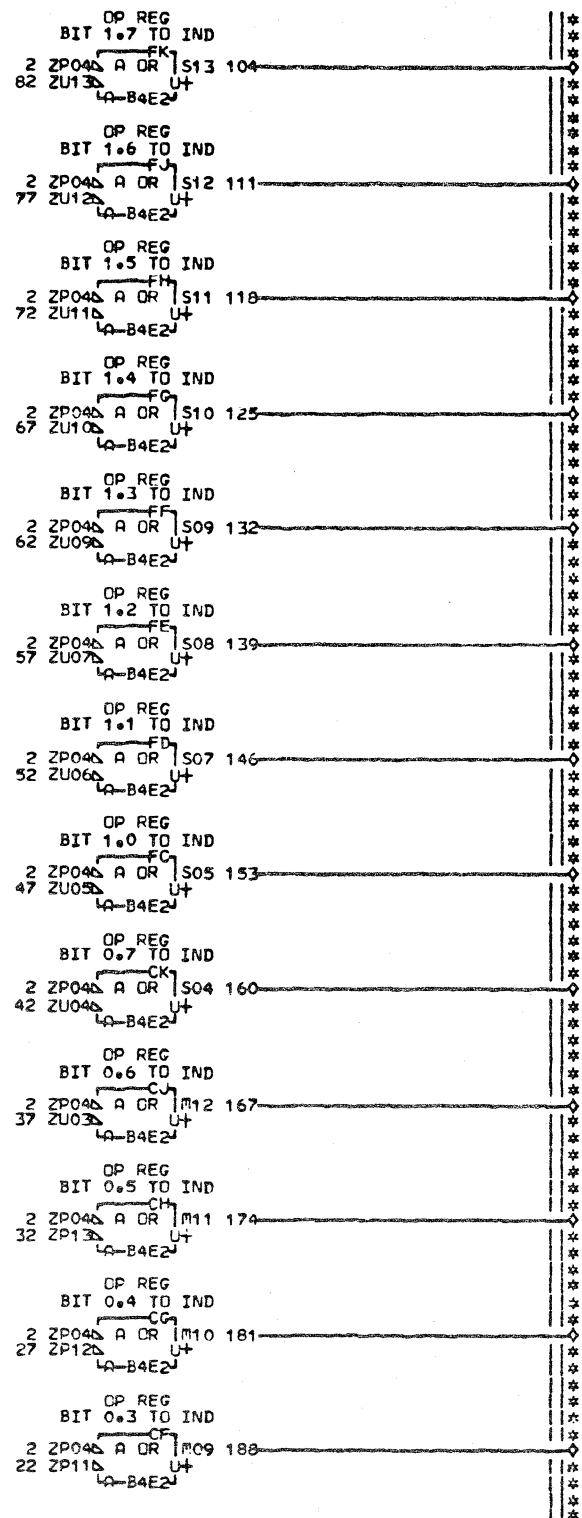 OP REG
BIT 1.7 TO IND
FK
2 ZP04 A OR S13 104
82 ZU13 U+
A-B4E2
OP REG
BIT 1.6 TO IND
FJ
2 ZP04 A OR S12 111
77 ZU12 U+
A-B4E2
OP REG
BIT 1.5 TO IND
FH
2 ZP04 A OR S11 118
72 ZU11 U+
A-B4E2
OP REG
BIT 1.4 TO IND
FG
2 ZP04 A OR S10 125
67 ZU10 U+
A-B4E2
OP REG
BIT 1.3 TO IND
FF
2 ZP04 A OR S09 132
62 ZU09 U+
A-B4E2
OP REG
BIT 1.2 TO IND
FE
2 ZP04 A OR S08 139
57 ZU07 U+
A-B4E2
OP REG
BIT 1.1 TO IND
FD
2 ZP04 A OR S07 146
52 ZU06 U+
A-B4E2
OP REG
BIT 1.0 TO IND
FC
2 ZP04 A OR S05 153
47 ZU05 U+
A-B4E2
OP REG
BIT 0.7 TO IND
CK
2 ZP04 A OR S04 160
42 ZU04 U+
A-B4E2
OP REG
BIT 0.6 TO IND
CJ
2 ZP04 A OR M12 167
37 ZU03 U+
A-B4E2
OP REG
BIT 0.5 TO IND
CH
2 ZP04 A OR M11 174
32 ZP13 U+
A-B4E2
OP REG
BIT 0.4 TO IND
CG
2 ZP04 A OR M10 181
27 ZP12 U+
A-B4E2
OP REG
BIT 0.3 TO IND
CF
2 ZP04 A OR M09 188
22 ZP11 U+
A-B4E2